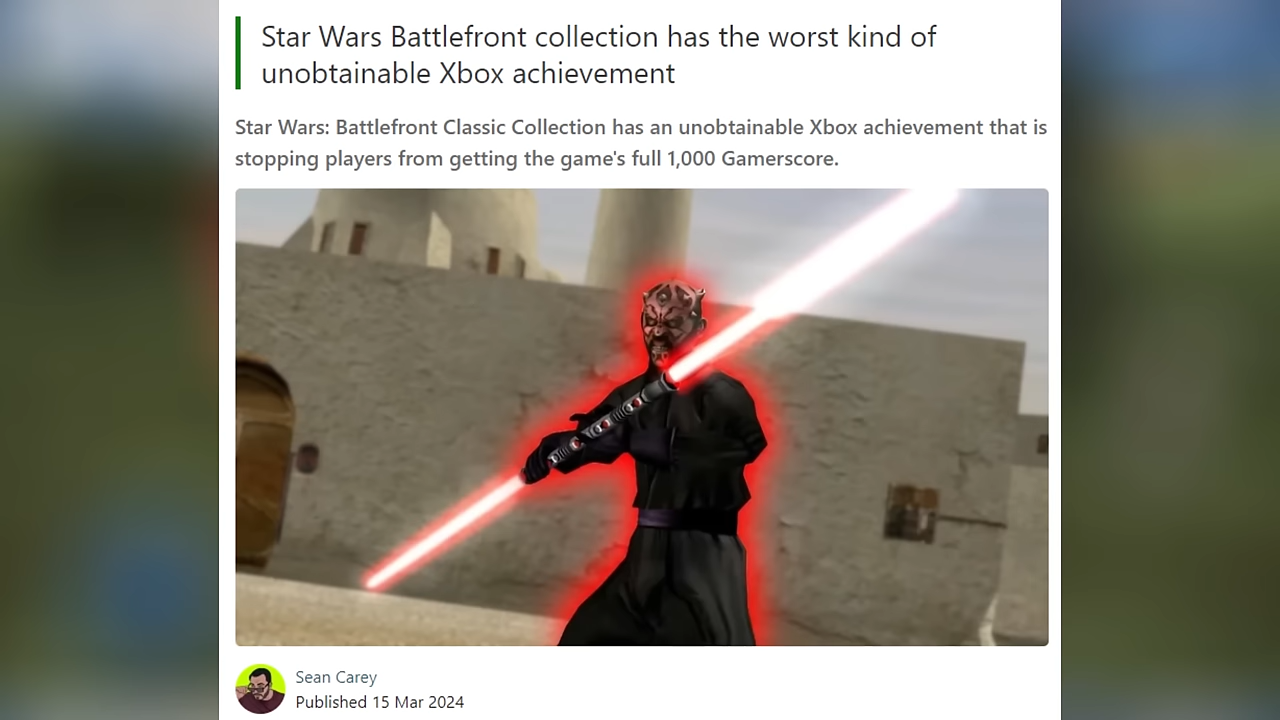 Star Wars Battlefront collection has the worst kind of
unobtainable Xbox achievement
Star Wars: Battlefront Classic Collection has an unobtainable Xbox achievement that is
stopping players from getting the game's full 1,000 Gamerscore.
Sean Carey
Published 15 Mar 2024